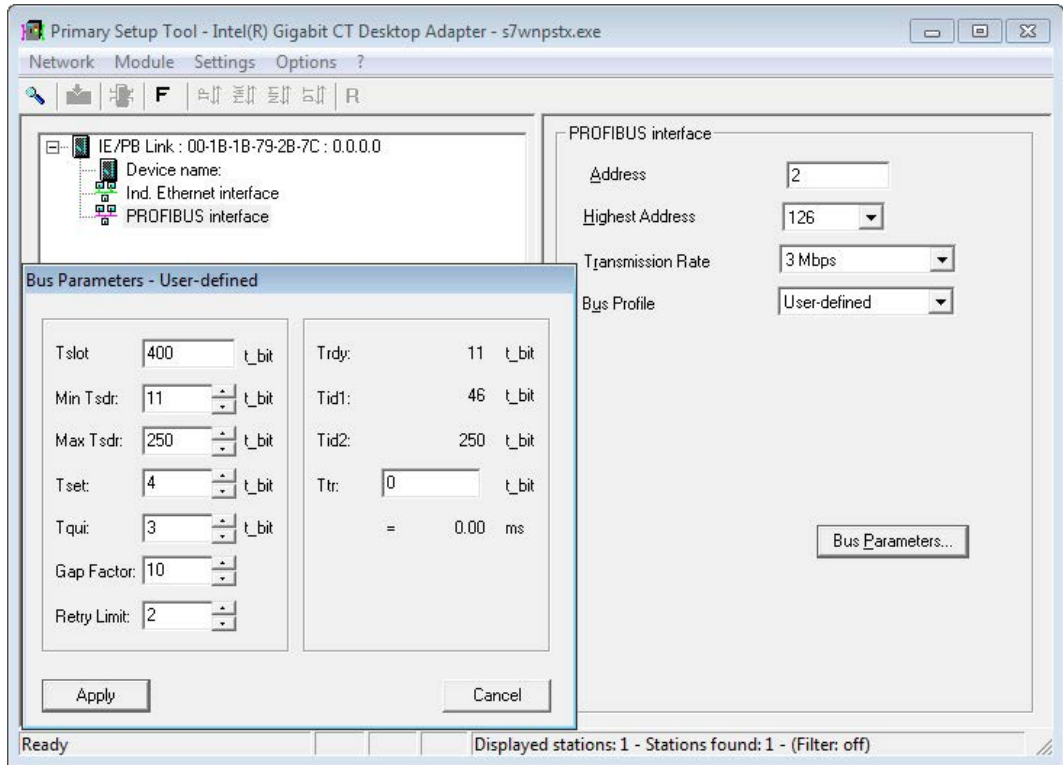 Primary Setup Tool - Intel(R) Gigabit CT Desktop Adapter - s7wnpstx.exe
Network Module Settings Options ?
F R
IE/PB Link : 00-1B-1B-79-2B-7C : 0.0.0.0
Device name:
Ind. Ethernet interface
PROFIBUS interface
PROFIBUS interface
Address 2
Highest Address 126
Transmission Rate 3 Mbps
Bus Profile User-defined
Bus Parameters...
Bus Parameters - User-defined
Tslot 400 t_bit
Min Tsdr: 11 t_bit
Max Tsdr: 250 t_bit
Tset: 4 t_bit
Tqui: 3 t_bit
Gap Factor: 10
Retry Limit: 2
Trdy: 11 t_bit
Tid1: 46 t_bit
Tid2: 250 t_bit
Ttr: 0 t_bit
= 0.00 ms
Apply Cancel
Ready Displayed stations: 1 - Stations found: 1 - (Filter: off)